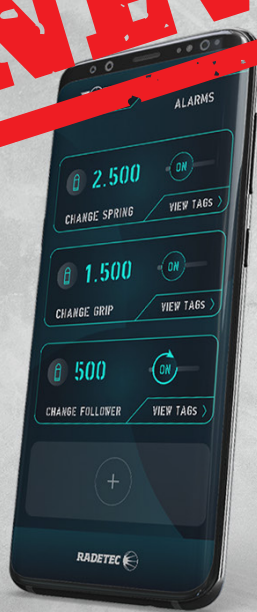 NEW
ALARMS
2.500
ON
CHANGE SPRING
VIEW TAGS
1.500
ON
CHANGE GRIP
VIEW TAGS
500
ON
CHANGE FOLLOWER
VIEW TAGS
RADETEC